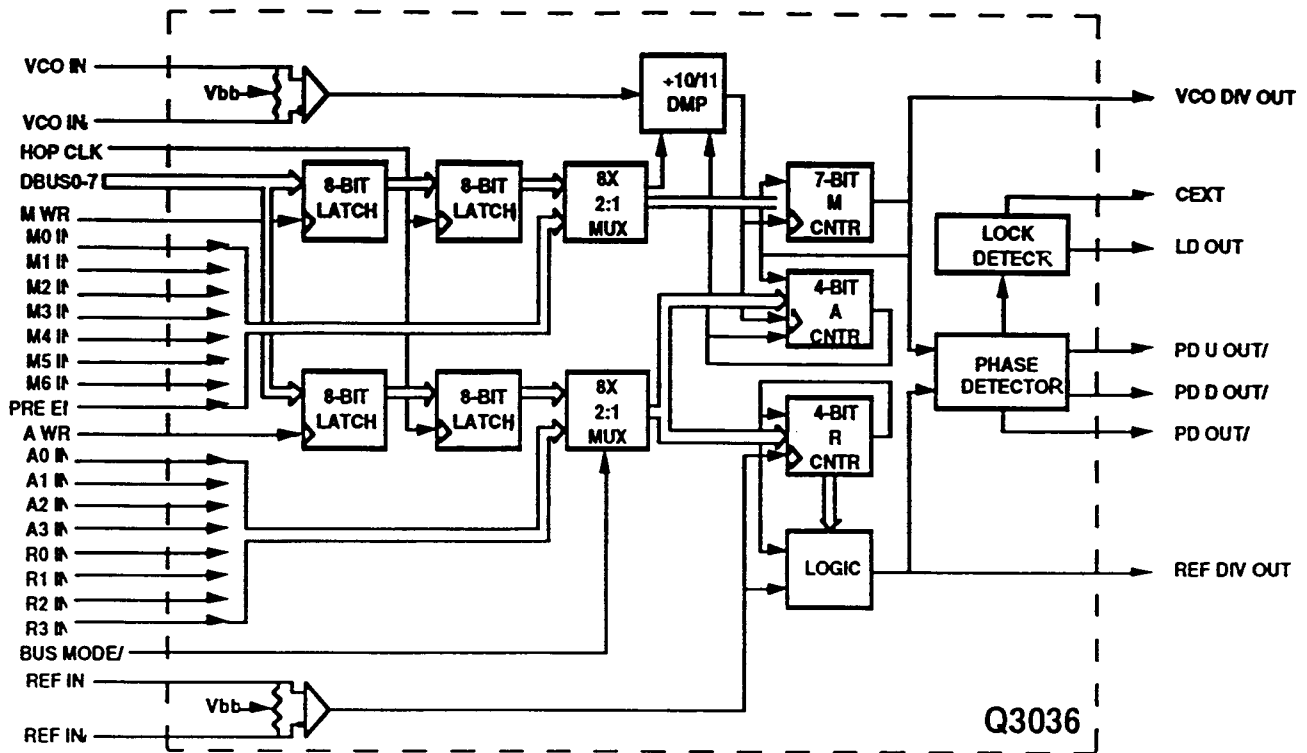 VCO IN
Vbb
VCO IN/
HOP CLK
DBUS0-7
M WR
M0 IN
M1 IN
M2 IN
M3 IN
M4 IN
M5 IN
M6 IN
PRE EN
A WR
A0 IN
A1 IN
A2 IN
A3 IN
R0 IN
R1 IN
R2 IN
R3 IN
BUS MODE/
REF IN
Vbb
REF IN/
8-BIT
LATCH
8-BIT
LATCH
8X
2:1
MUX
8-BIT
LATCH
8-BIT
LATCH
8X
2:1
MUX
÷10/11
DMP
7-BIT
M
CNTR
4-BIT
A
CNTR
4-BIT
R
CNTR
LOGIC
LOCK
DETECR
PHASE
DETECTOR
VCO DIV OUT
CEXT
LD OUT
PD U OUT/
PD D OUT/
PD OUT/
REF DIV OUT
Q3036